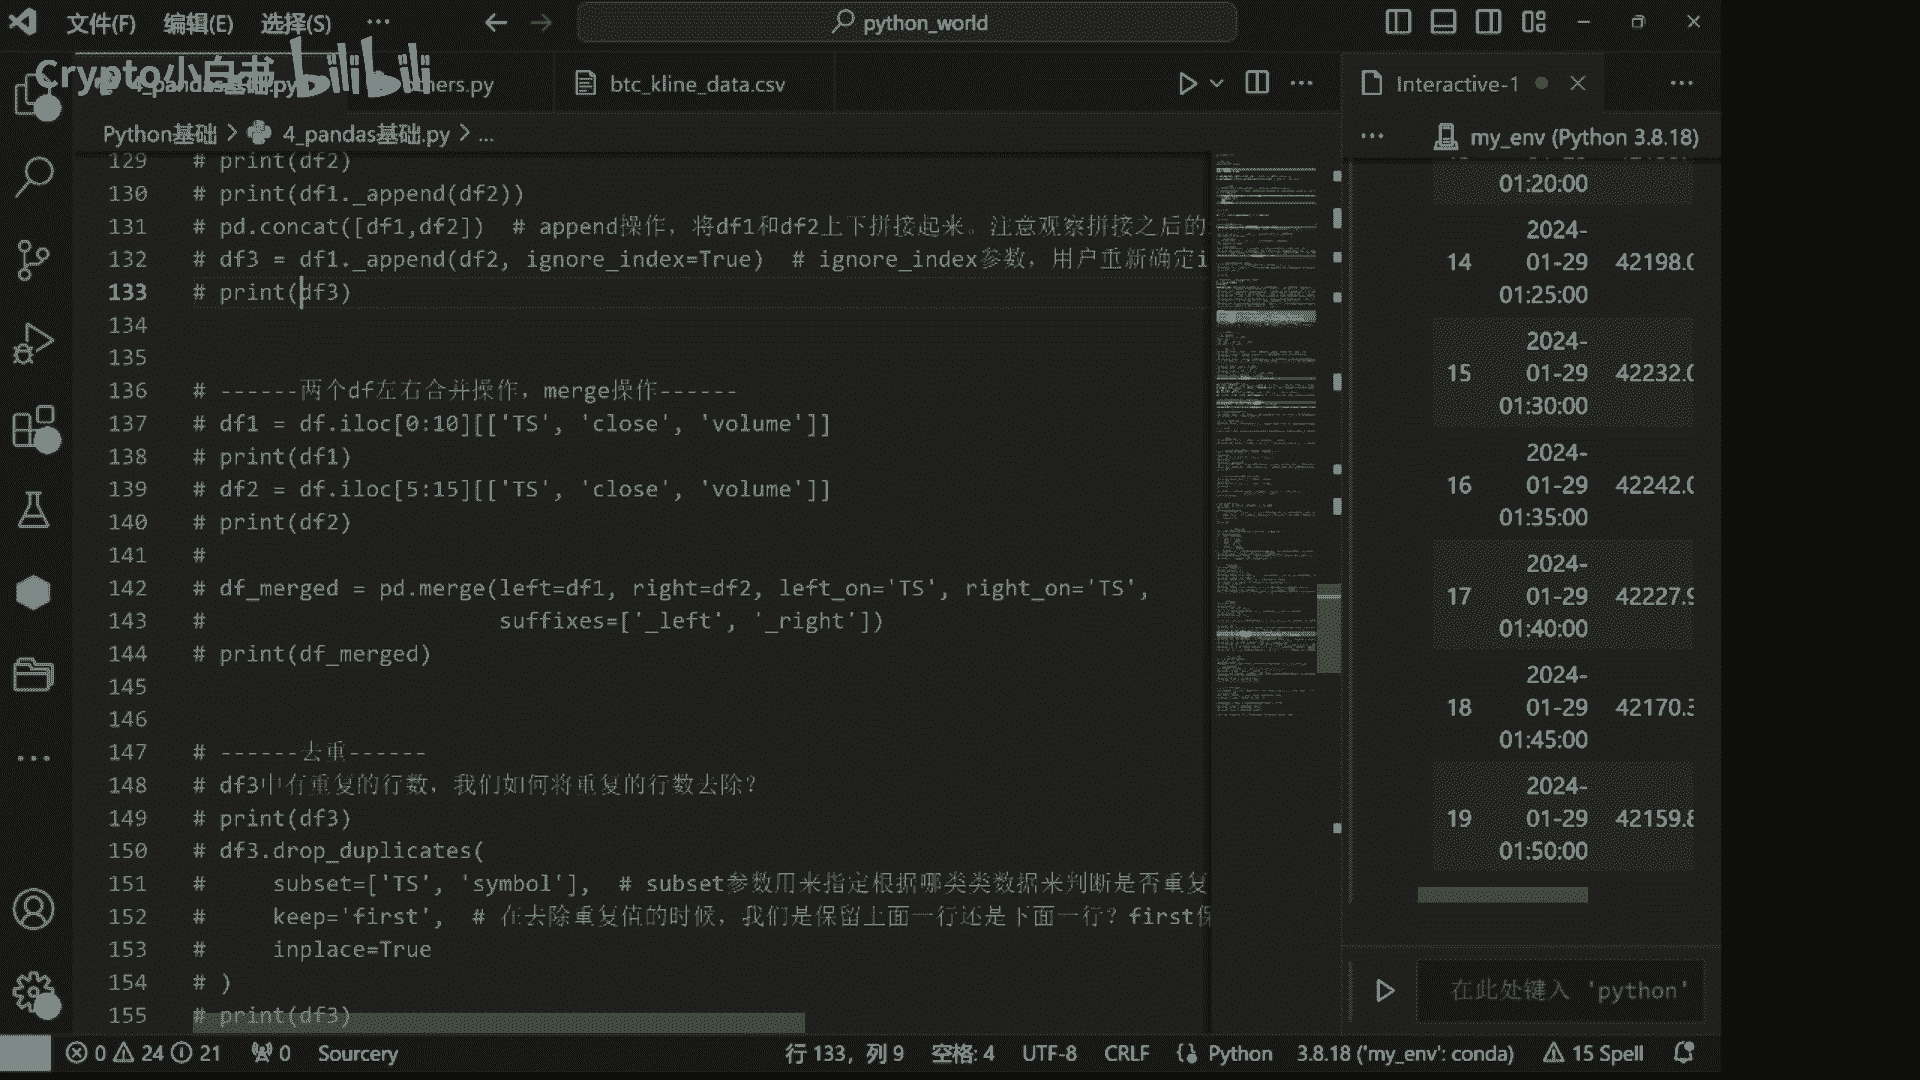 文件(F) 编辑(E) 选择(S) ··· python_world
Crypto小白书 bilibili
4_pandas基础.py btc_kline_data.csv Interactive-1
Python基础 > 4_pandas基础.py > ...
my_env (Python 3.8.18)
129 # print(df2)
130 # print(df1._append(df2))
131 # pd.concat([df1,df2]) # append操作，将df1和df2上下拼接起来。注意观察拼接之后的
132 # df3 = df1._append(df2, ignore_index=True) # ignore_index参数，用户重新确定i
133 # print(df3)
134
135
136 # ------两个df左右合并操作，merge操作------
137 # df1 = df.iloc[0:10][['TS', 'close', 'volume']]
138 # print(df1)
139 # df2 = df.iloc[5:15][['TS', 'close', 'volume']]
140 # print(df2)
141 #
142 # df_merged = pd.merge(left=df1, right=df2, left_on='TS', right_on='TS',
143 # suffixes=['_left', '_right'])
144 # print(df_merged)
145
146
147 # ------去重------
148 # df3中有重复的行数，我们如何将重复的行数去除？
149 # print(df3)
150 # df3.drop_duplicates(
151 # subset=['TS', 'symbol'], # subset参数用来指定根据哪类类数据来判断是否重复
152 # keep='first', # 在去除重复值的时候，我们是保留上面一行还是下面一行？first保
153 # inplace=True
154 # )
155 # print(df3)
01:20:00
2024-
14 01-29 42198.0
01:25:00
2024-
15 01-29 42232.0
01:30:00
2024-
16 01-29 42242.0
01:35:00
2024-
17 01-29 42227.9
01:40:00
2024-
18 01-29 42170.3
01:45:00
2024-
19 01-29 42159.8
01:50:00
在此处键入 'python'
0 24 21 0 Sourcery 行 133，列 9 空格: 4 UTF-8 CRLF Python 3.8.18 ('my_env': conda) 15 Spell